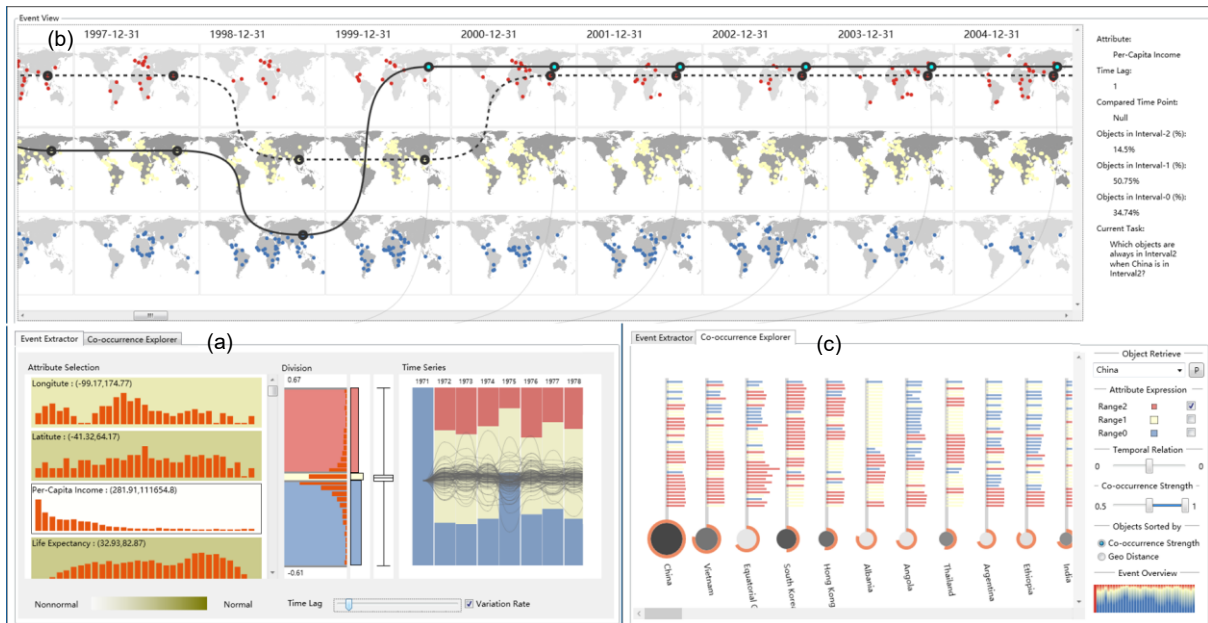 Event View
(b)
1997-12-31 1998-12-31 1999-12-31 2000-12-31 2001-12-31 2002-12-31 2003-12-31 2004-12-31
Attribute:
Per-Capita Income
Time Lag:
1
Compared Time Point:
Null
Objects in Interval-2 (%):
14.5%
Objects in Interval-1 (%):
50.75%
Objects in Interval-0 (%):
34.74%
Current Task:
Which objects are
always in Interval2
when China is in
Interval2?
Event Extractor Co-occurrence Explorer (a)
Attribute Selection Division Time Series
Longitute : (-99.17,174.77)
Latitute : (-41.32,64.17)
Per-Capita Income : (281.91,111654.8)
Life Expectancy : (32.93,82.87)
Nonnormal Normal
0.67
-0.61
1971 1972 1973 1974 1975 1976 1977 1978
Time Lag Variation Rate
Event Extractor Co-occurrence Explorer (c)
China
Vietnam
Equatorial G
South Korea
Hong Kong
Albania
Angola
Thailand
Argentina
Ethiopia
India
Object Retrieve
China P
Attribute Expression
Range2
Range1
Range0
Temporal Relation
0 0
Co-occurrence Strength
0.5 1
Objects Sorted by
Co-occurrence Strength
Geo Distance
Event Overview